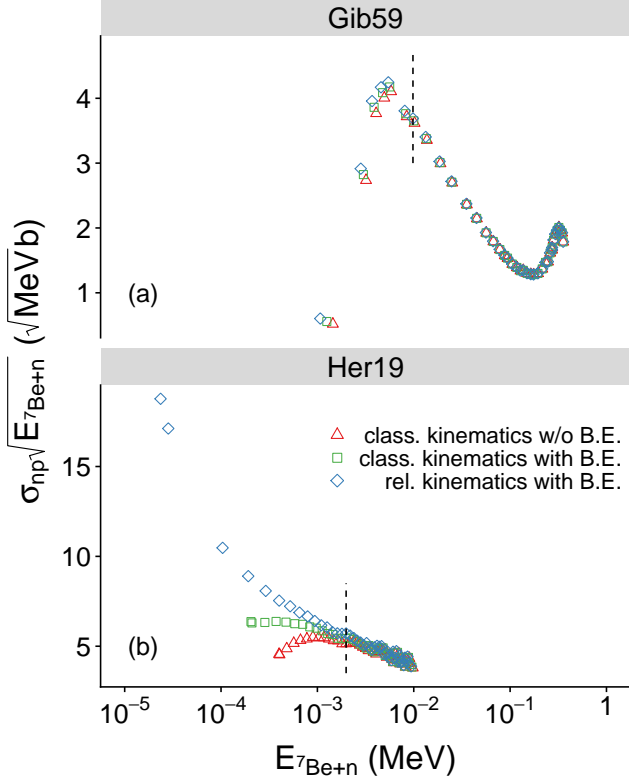 Gib59
4
3
2
1
(a)
σnp√E⁷Be+n (√MeVb)
Her19
class. kinematics w/o B.E.
class. kinematics with B.E.
rel. kinematics with B.E.
15
10
5
(b)
10⁻⁵ 10⁻⁴ 10⁻³ 10⁻² 10⁻¹ 1
E⁷Be+n (MeV)